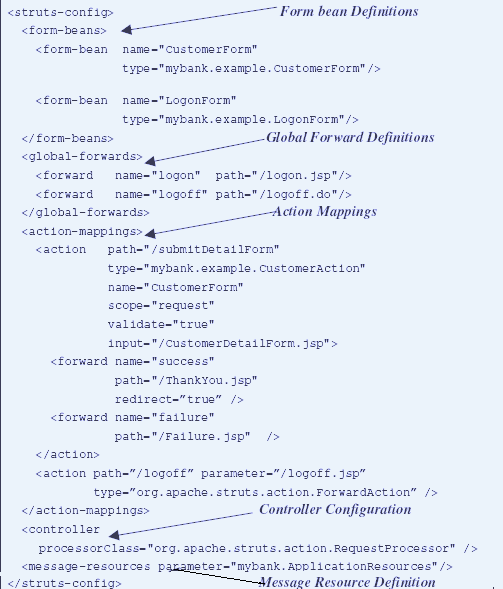 <struts-config>
Form bean Definitions
<form-beans>
<form-bean name="CustomerForm"
type="mybank.example.CustomerForm"/>
<form-bean name="LogonForm"
type="mybank.example.LogonForm"/>
</form-beans>
Global Forward Definitions
<global-forwards>
<forward name="logon" path="/logon.jsp"/>
<forward name="logoff" path="/logoff.do"/>
</global-forwards>
Action Mappings
<action-mappings>
<action path="/submitDetailForm"
type="mybank.example.CustomerAction"
name="CustomerForm"
scope="request"
validate="true"
input="/CustomerDetailForm.jsp">
<forward name="success"
path="/ThankYou.jsp"
redirect=”true” />
<forward name="failure"
path="/Failure.jsp" />
</action>
<action path=”/logoff” parameter=”/logoff.jsp”
type=”org.apache.struts.action.ForwardAction” />
</action-mappings>
Controller Configuration
<controller
processorClass="org.apache.struts.action.RequestProcessor" />
<message-resources parameter="mybank.ApplicationResources"/>
</struts-config>
Message Resource Definition